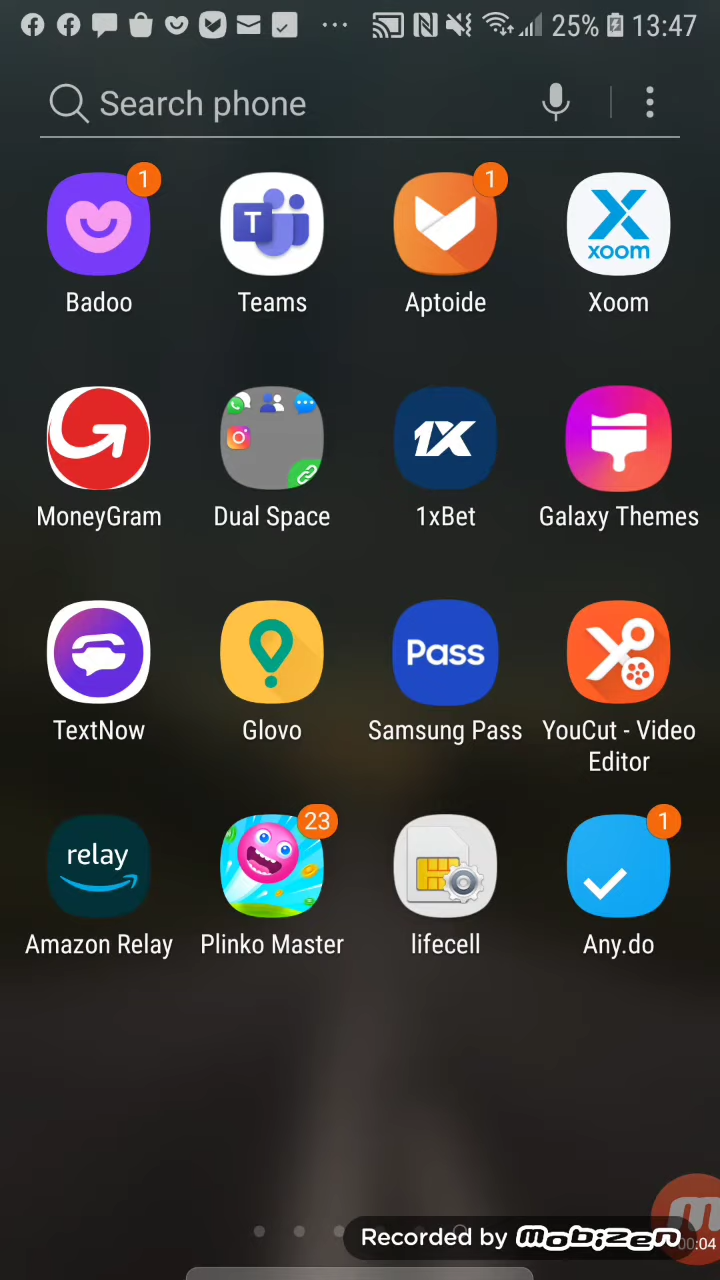 25% 13:47
Search phone
1 1
T X xoom
Badoo Teams Aptoide Xoom
1X
MoneyGram Dual Space 1xBet Galaxy Themes
Pass
TextNow Glovo Samsung Pass YouCut - Video Editor
23 1
relay
Amazon Relay Plinko Master lifecell Any.do
Recorded by mobizen 00:04